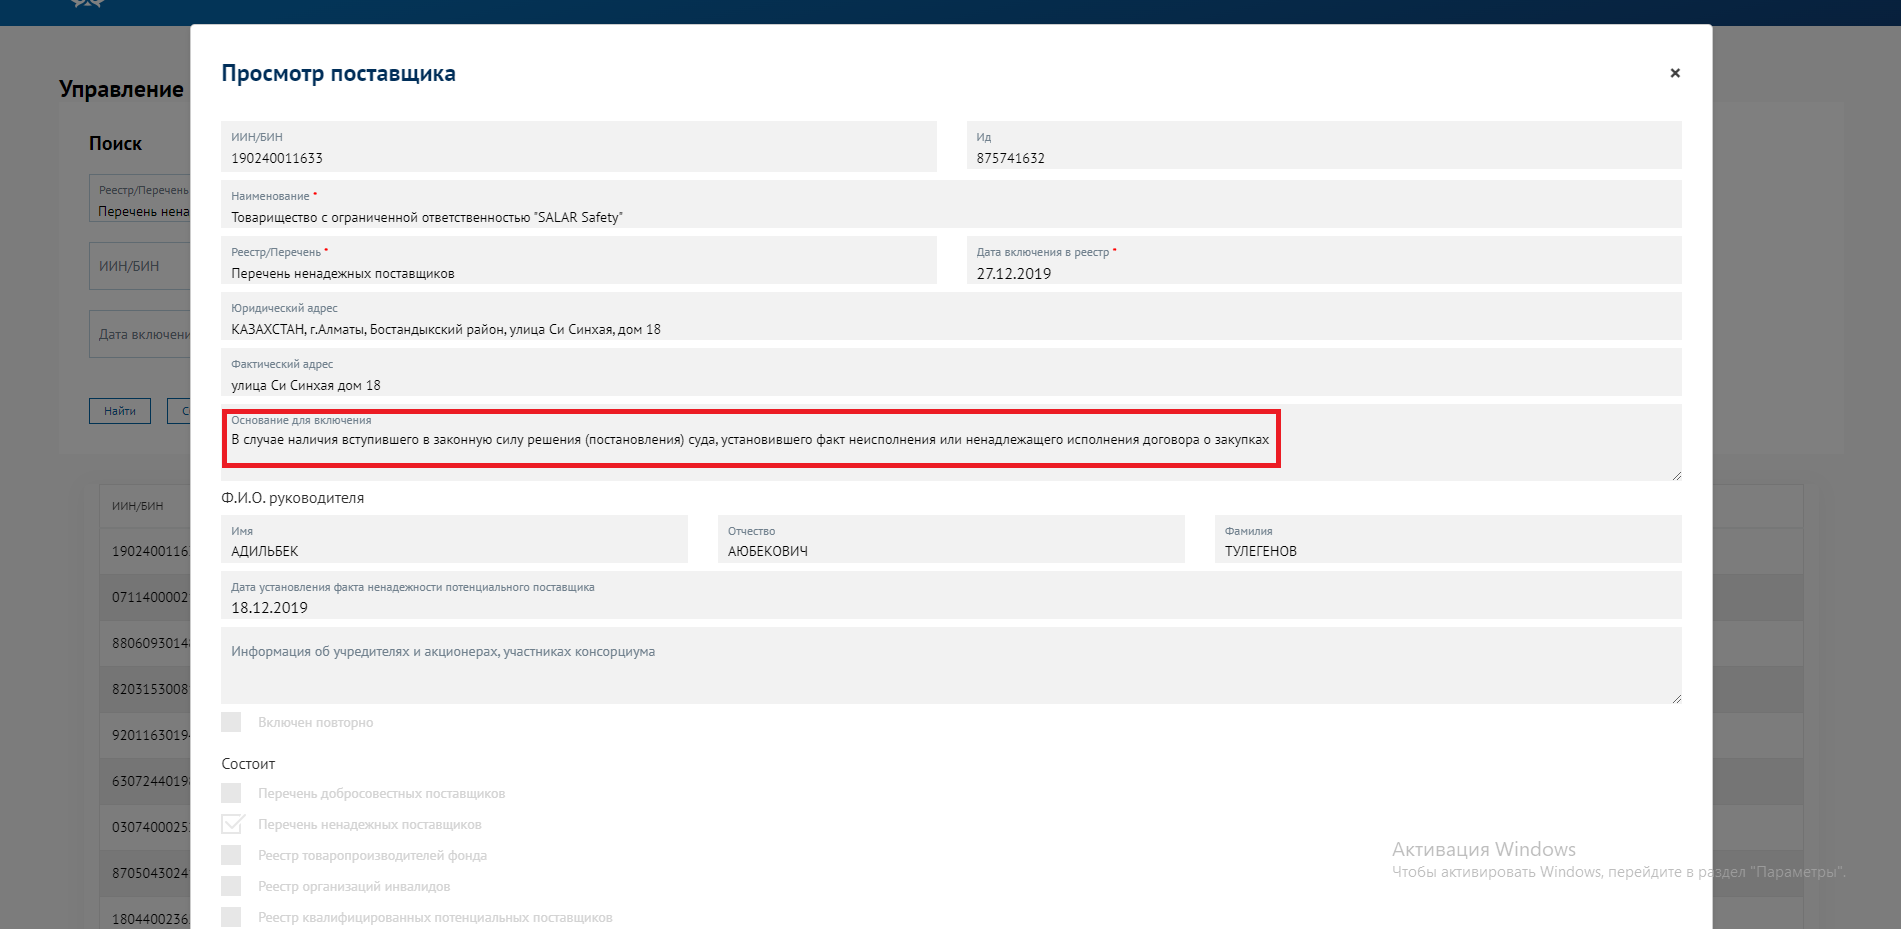 Просмотр поставщика
×
Управление
Поиск
Реестр/Перечень
Перечень нена
ИИН/БИН
Дата включени
Найти
С
ИИН/БИН
19024001163
071140002
88060930148
8203153008
92011630194
63072440198
0307400025
8705043024
1804400236
ИИН/БИН
190240011633
Ид
875741632
Наименование *
Товарищество с ограниченной ответственностью "SALAR Safety"
Реестр/Перечень *
Перечень ненадежных поставщиков
Дата включения в реестр *
27.12.2019
Юридический адрес
КАЗАХСТАН, г.Алматы, Бостандыкский район, улица Си Синхая, дом 18
Фактический адрес
улица Си Синхая дом 18
Основание для включения
В случае наличия вступившего в законную силу решения (постановления) суда, установившего факт неисполнения или ненадлежащего исполнения договора о закупках
Ф.И.О. руководителя
Имя
АДИЛЬБЕК
Отчество
АЮБЕКОВИЧ
Фамилия
ТУЛЕГЕНОВ
Дата установления факта ненадежности потенциального поставщика
18.12.2019
Информация об учредителях и акционерах, участниках консорциума
Включен повторно
Состоит
Перечень добросовестных поставщиков
Перечень ненадежных поставщиков
Реестр товаропроизводителей фонда
Реестр организаций инвалидов
Реестр квалифицированных потенциальных поставщиков
Активация Windows
Чтобы активировать Windows, перейдите в раздел "Параметры".